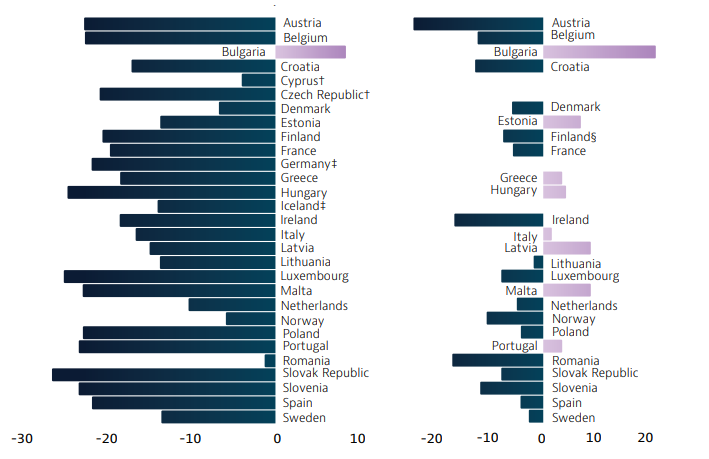 Austria
Belgium
Bulgaria
Croatia
Cyprus†
Czech Republic†
Denmark
Estonia
Finland
France
Germany‡
Greece
Hungary
Iceland‡
Ireland
Italy
Latvia
Lithuania
Luxembourg
Malta
Netherlands
Norway
Poland
Portugal
Romania
Slovak Republic
Slovenia
Spain
Sweden
-30 -20 -10 0 10
Austria
Belgium
Bulgaria
Croatia
Denmark
Estonia
Finland§
France
Greece
Hungary
Ireland
Italy
Latvia
Lithuania
Luxembourg
Malta
Netherlands
Norway
Poland
Portugal
Romania
Slovak Republic
Slovenia
Spain
Sweden
-20 -10 0 10 20